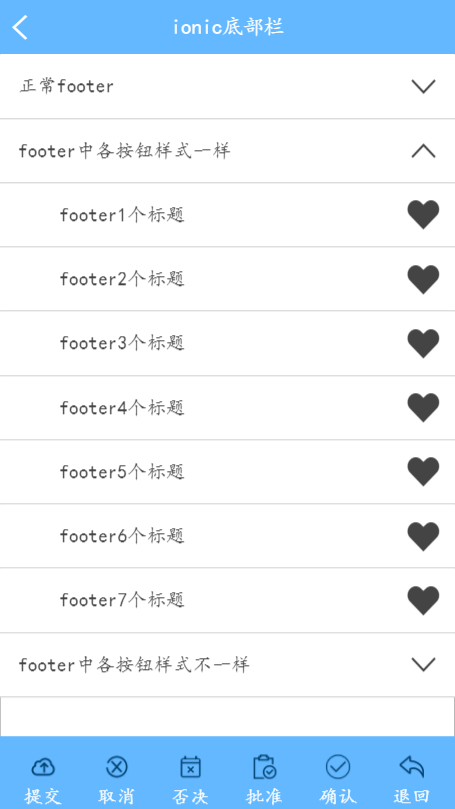 ionic底部栏
正常footer
footer中各按钮样式一样
footer1个标题
footer2个标题
footer3个标题
footer4个标题
footer5个标题
footer6个标题
footer7个标题
footer中各按钮样式不一样
提交 取消 否决 批准 确认 退回